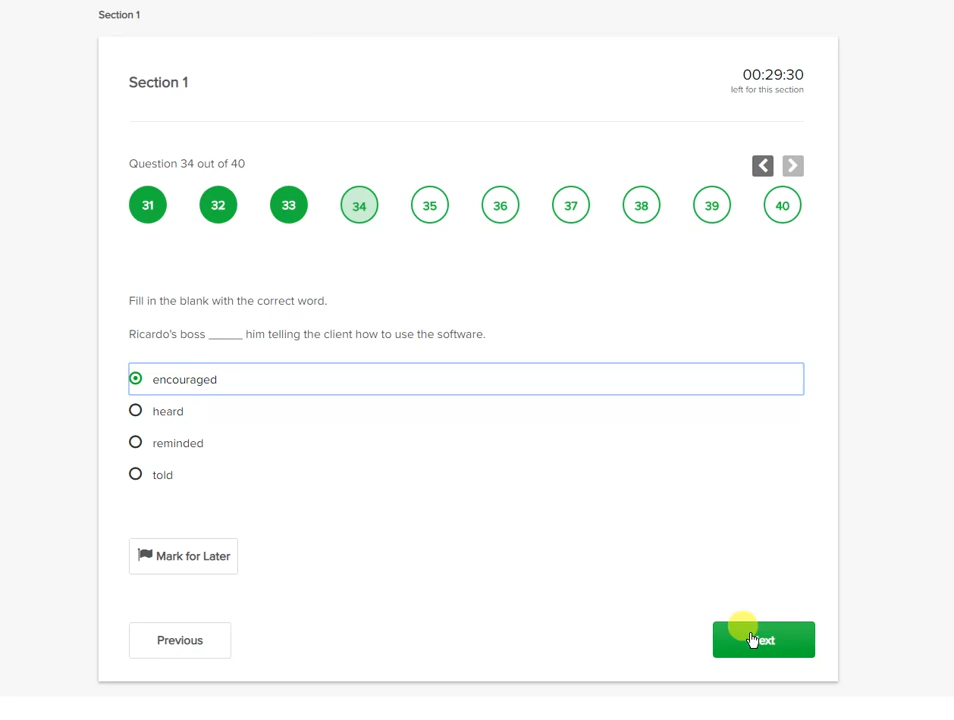 Section 1
Section 1
00:29:30
left for this section
Question 34 out of 40
31 32 33 34 35 36 37 38 39 40
Fill in the blank with the correct word.
Ricardo's boss _____ him telling the client how to use the software.
encouraged
heard
reminded
told
Mark for Later
Previous
ext